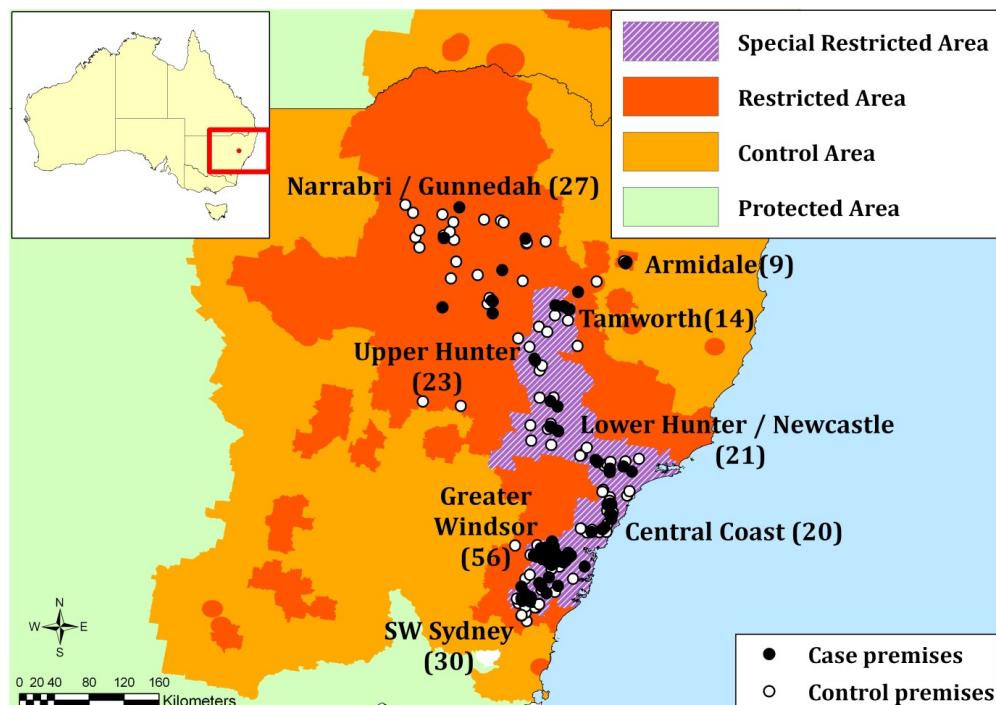 Special Restricted Area
Restricted Area
Control Area
Protected Area
Narrabri / Gunnedah (27)
Armidale(9)
Tamworth(14)
Upper Hunter
(23)
Lower Hunter / Newcastle
(21)
Greater
Windsor
(56)
Central Coast (20)
SW Sydney
(30)
N
W E
S
0 20 40 80 120 160
Kilometers
Case premises
Control premises